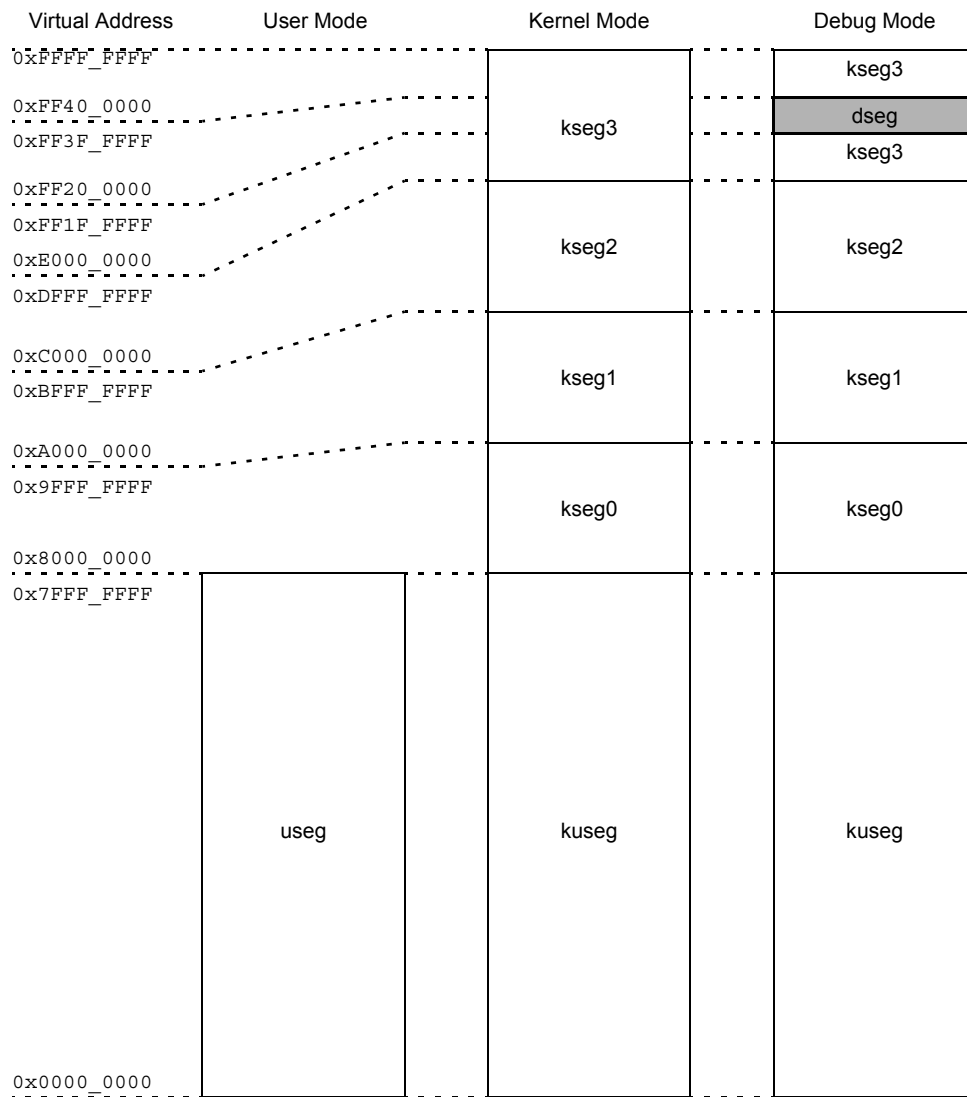 Virtual Address User Mode Kernel Mode Debug Mode
0xFFFF_FFFF
kseg3
0xFF40_0000
dseg
kseg3
0xFF3F_FFFF
kseg3
0xFF20_0000
0xFF1F_FFFF
kseg2 kseg2
0xE000_0000
0xDFFF_FFFF
0xC000_0000
kseg1 kseg1
0xBFFF_FFFF
0xA000_0000
0x9FFF_FFFF
kseg0 kseg0
0x8000_0000
0x7FFF_FFFF
useg kuseg kuseg
0x0000_0000